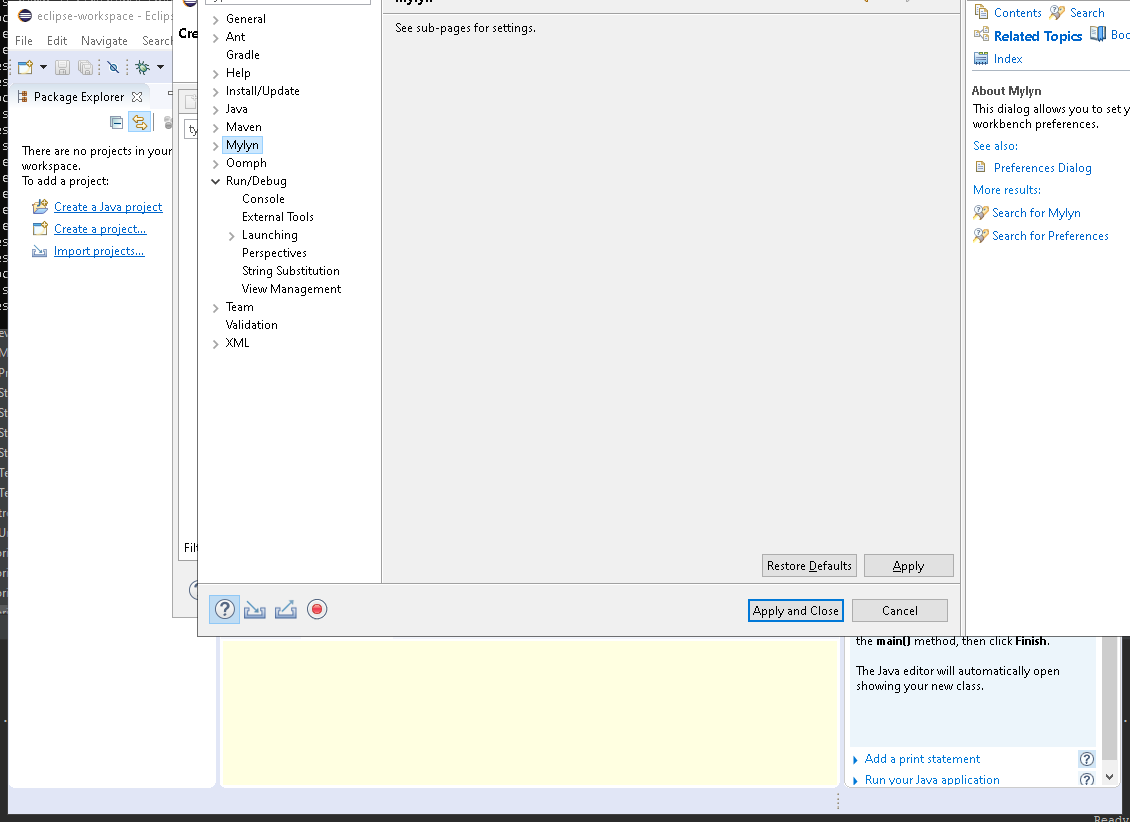 eclipse-workspace - Eclips
File Edit Navigate Search
Package Explorer
There are no projects in your
workspace.
To add a project:
Create a Java project
Create a project...
Import projects...
Cre
ty
Filt
General
Ant
Gradle
Help
Install/Update
Java
Maven
Mylyn
Oomph
Run/Debug
Console
External Tools
Launching
Perspectives
String Substitution
View Management
Team
Validation
XML
Mylyn
See sub-pages for settings.
Restore Defaults Apply
Apply and Close Cancel
Contents Search
Related Topics Boo
Index
About Mylyn
This dialog allows you to set y
workbench preferences.
See also:
Preferences Dialog
More results:
Search for Mylyn
Search for Preferences
the main() method, then click Finish.
The Java editor will automatically open
showing your new class.
Add a print statement
Run your Java application
Ready